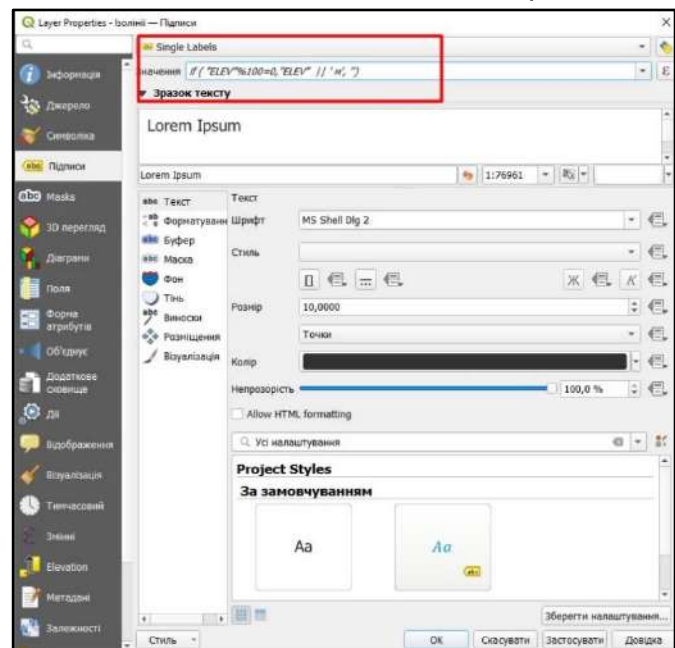 Layer Properties - Ізолінії — Підписи
Single Labels
Значення if ( "ELEV"%100=0,"ELEV" || ' м', '')
Зразок тексту
Lorem Ipsum
Lorem Ipsum 1:76961
Інформація
Джерело
Символіка
Підписи
Masks
3D перегляд
Діаграми
Поля
Форма атрибутів
Об'єднує
Додаткове сховище
Дії
Відображення
Візуалізація
Тимчасовий
Змінні
Elevation
Метадані
Залежності
Текст
Форматуванн
Буфер
Маска
Фон
Тінь
Виноски
Розміщення
Візуалізація
Текст
Шрифт MS Shell Dlg 2
Стиль
Ж К
Розмір 10,0000
Точки
Колір
Непрозорість 100,0 %
Allow HTML formatting
Усі налаштування
Project Styles
За замовчуванням
Aa Aa
Зберегти налаштування...
Стиль OK Скасувати Застосувати Довідка